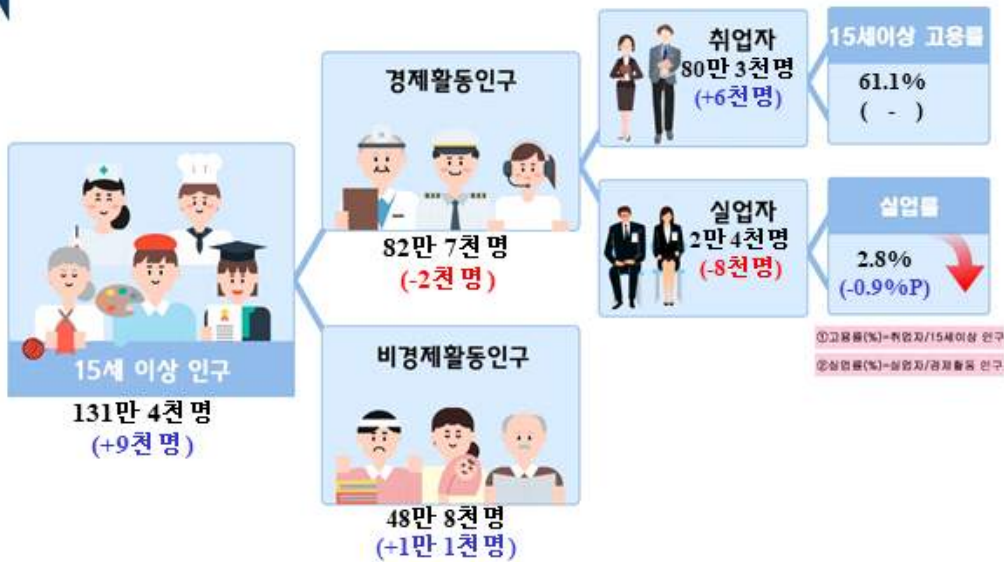 15세 이상 인구
131만 4천명
(+9천명)
경제활동인구
82만 7천명
(-2천명)
비경제활동인구
48만 8천명
(+1만 1천명)
취업자
80만 3천명
(+6천명)
15세이상 고용률
61.1%
( - )
실업자
2만 4천명
(-8천명)
실업률
2.8%
(-0.9%P)
①고용률(%)=취업자/15세이상 인구
②실업률(%)=실업자/경제활동 인구